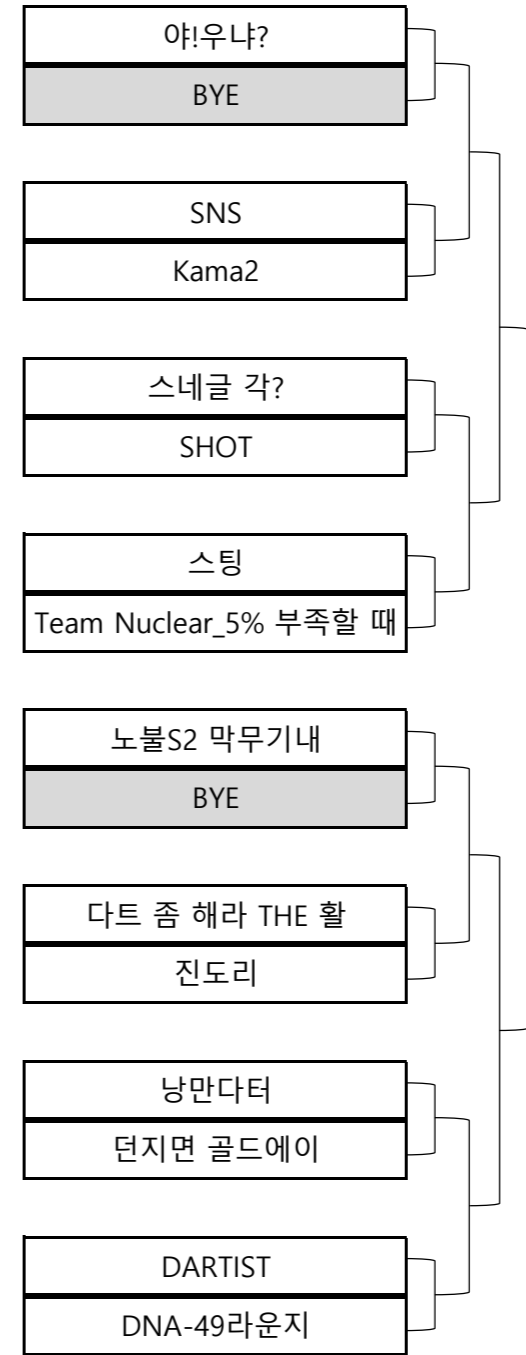 야!우냐?
BYE
SNS
Kama2
스네글 각?
SHOT
스팅
Team Nuclear_5% 부족할 때
노불S2 막무기내
BYE
다트 좀 해라 THE 활
진도리
낭만다터
던지면 골드에이
DARTIST
DNA-49라운지